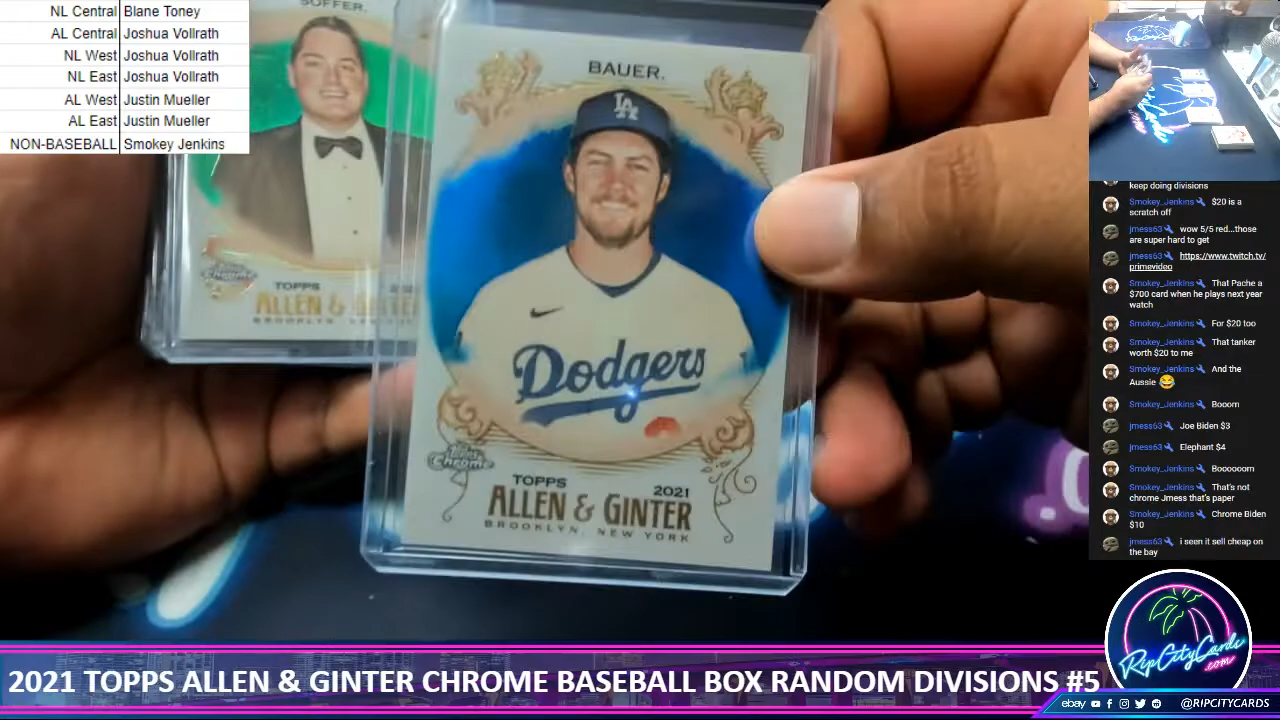 NL Central Blane Toney
AL Central Joshua Vollrath
NL West Joshua Vollrath
NL East Joshua Vollrath
AL West Justin Mueller
AL East Justin Mueller
NON-BASEBALL Smokey Jenkins
SOFFER.
Topps Chrome
TOPPS
ALLEN & GINTER
BAUER.
LA
Dodgers
Topps Chrome
TOPPS 2021
ALLEN & GINTER
BROOKLYN, NEW YORK
keep doing divisions
Smokey_Jenkins $20 is a
scratch off
jmess63 wow 5/5 red...those
are super hard to get
jmess63 https://www.twitch.tv/
primevideo
Smokey_Jenkins That Pache a
$700 card when he plays next year
watch
Smokey_Jenkins For $20 too
Smokey_Jenkins That tanker
worth $20 to me
Smokey_Jenkins And the
Aussie 😂
Smokey_Jenkins Booom
jmess63 Joe Biden $3
jmess63 Elephant $4
Smokey_Jenkins Boooooom
Smokey_Jenkins That's not
chrome Jmess that's paper
Smokey_Jenkins Chrome Biden
$10
jmess63 i seen it sell cheap on
the bay
RipCityCards
.com
2021 TOPPS ALLEN & GINTER CHROME BASEBALL BOX RANDOM DIVISIONS #5
ebay @RIPCITYCARDS